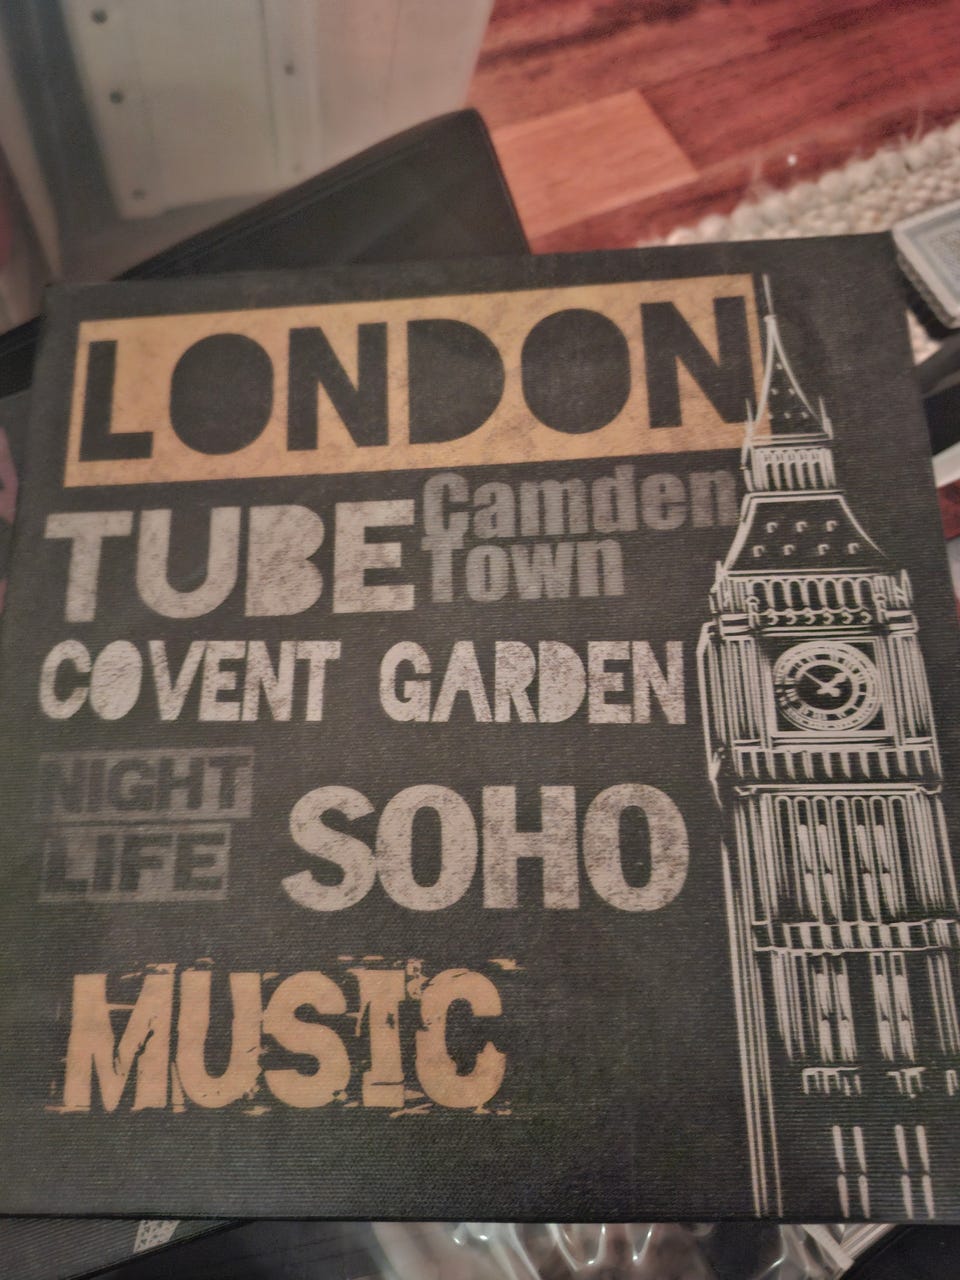 LONDON
TUBE Camden
Town
COVENT GARDEN
NIGHT
LIFE
SOHO
MUSIC